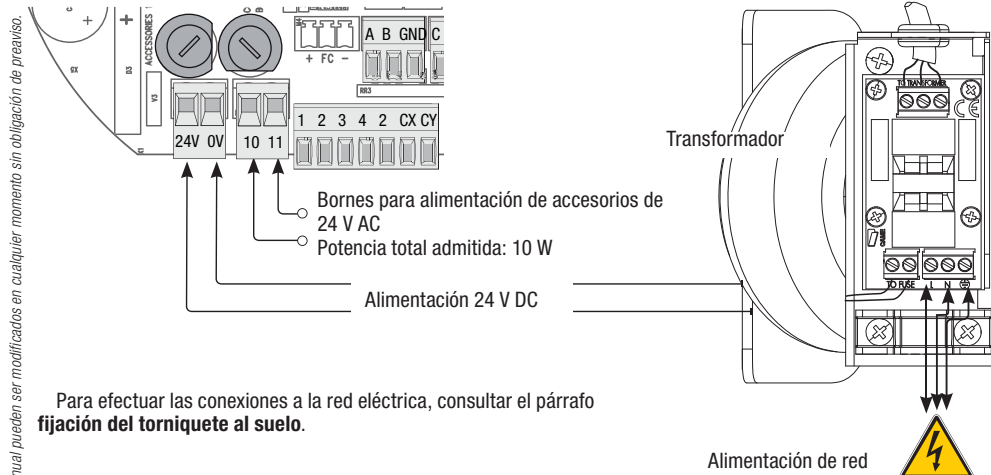 nual pueden ser modificados en cualquier momento sin obligación de preaviso.
ACCESSORIES
+ FC -
A B GND C
RR3
24V 0V
10 11
1 2 3 4 2 CX CY
TO TRANSFORMER
CE
Transformador
CAME
TO FUSE L N
Bornes para alimentación de accesorios de
24 V AC
Potencia total admitida: 10 W
Alimentación 24 V DC
Para efectuar las conexiones a la red eléctrica, consultar el párrafo
fijación del torniquete al suelo.
Alimentación de red